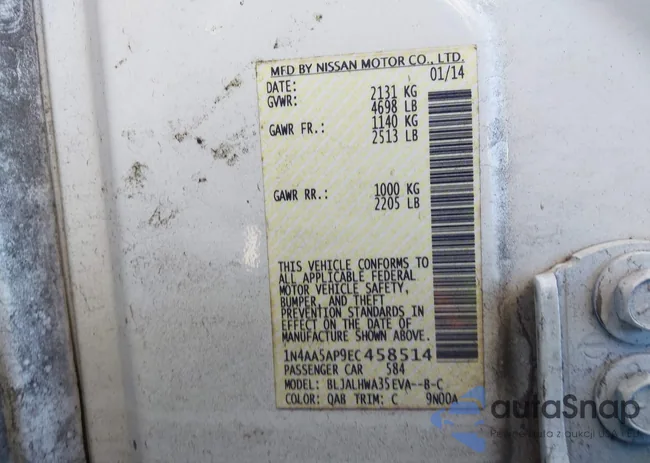 MFD BY NISSAN MOTOR CO., LTD.
DATE: 01/14
GVWR: 2131 KG
4698 LB
GAWR FR.: 1140 KG
2513 LB
GAWR RR.: 1000 KG
2205 LB
THIS VEHICLE CONFORMS TO
ALL APPLICABLE FEDERAL
MOTOR VEHICLE SAFETY,
BUMPER, AND THEFT
PREVENTION STANDARDS IN
EFFECT ON THE DATE OF
MANUFACTURE SHOWN ABOVE.
1N4AA5AP9EC458514
PASSENGER CAR 584
MODEL: BLJALHWA35EVA--B-C
COLOR: QAB TRIM: C 9N00A
autaSnap
auta z aukcji